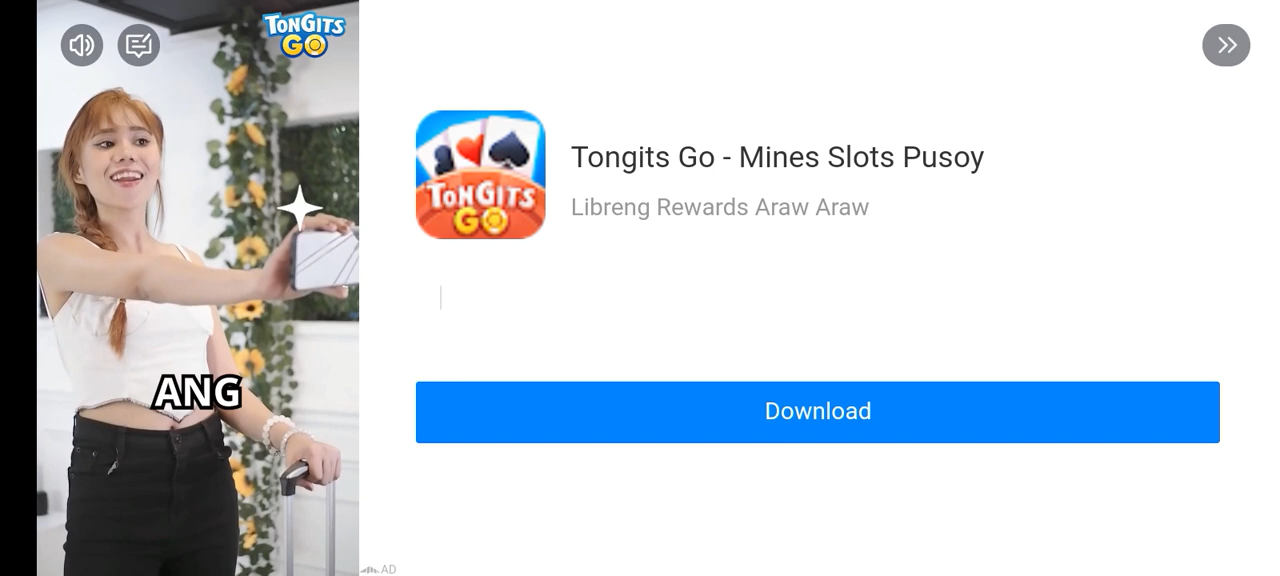 TONGITS
GO
ANG
TONGITS
GO
Tongits Go - Mines Slots Pusoy
Libreng Rewards Araw Araw
Download
AD